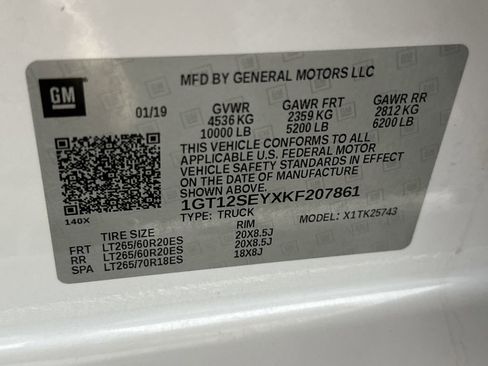 GM
MFD BY GENERAL MOTORS LLC
01/19 GVWR GAWR FRT GAWR RR
4536 KG 2359 KG 2812 KG
10000 LB 5200 LB 6200 LB
THIS VEHICLE CONFORMS TO ALL
APPLICABLE U.S. FEDERAL MOTOR
VEHICLE SAFETY STANDARDS IN EFFECT
ON THE DATE OF MANUFACTURE
SHOWN ABOVE.
1GT12SEYXKF207861
TYPE: TRUCK MODEL: X1TK25743
140X
TIRE SIZE RIM
FRT LT265/60R20ES 20X8.5J
RR LT265/60R20ES 20X8.5J
SPA LT265/70R18ES 18X8J